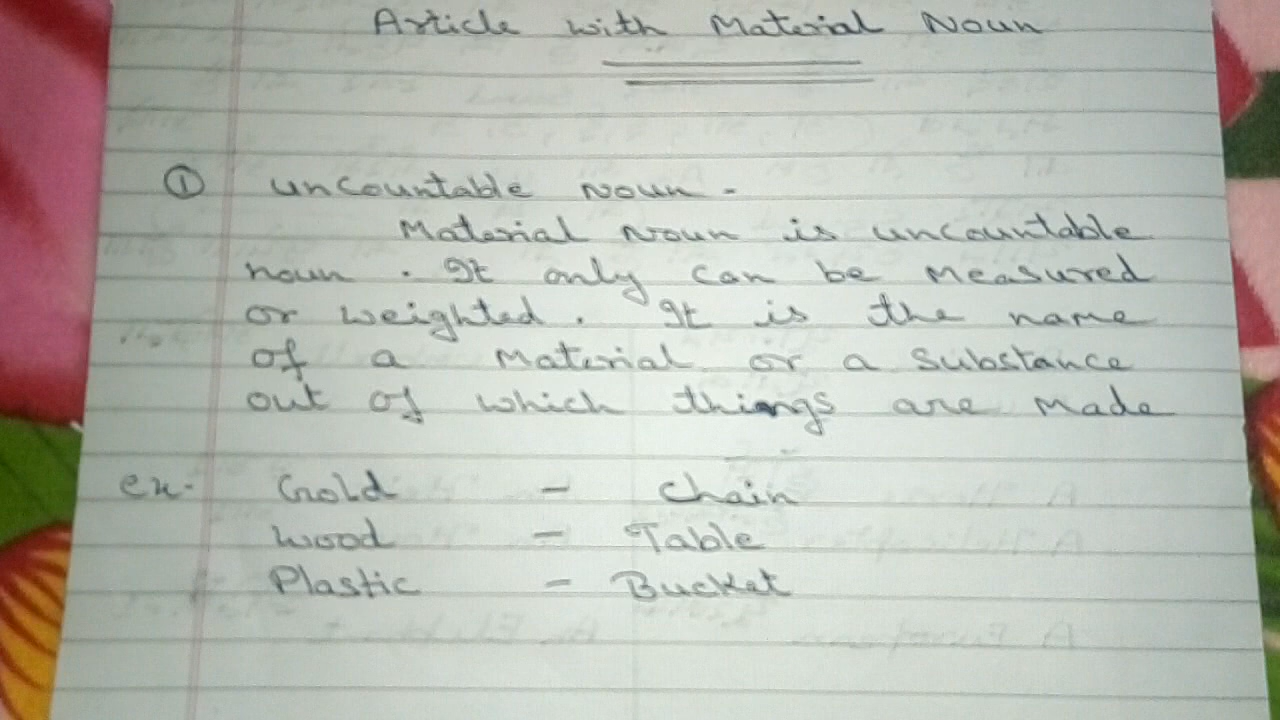 Article with Material Noun
① uncountable Noun -
Material Noun is uncountable
noun . It only can be Measured
or weighted . It is the name
of a Material or a substance
out of which things are Made
ex- Gold - Chain
Wood - Table
Plastic - Bucket